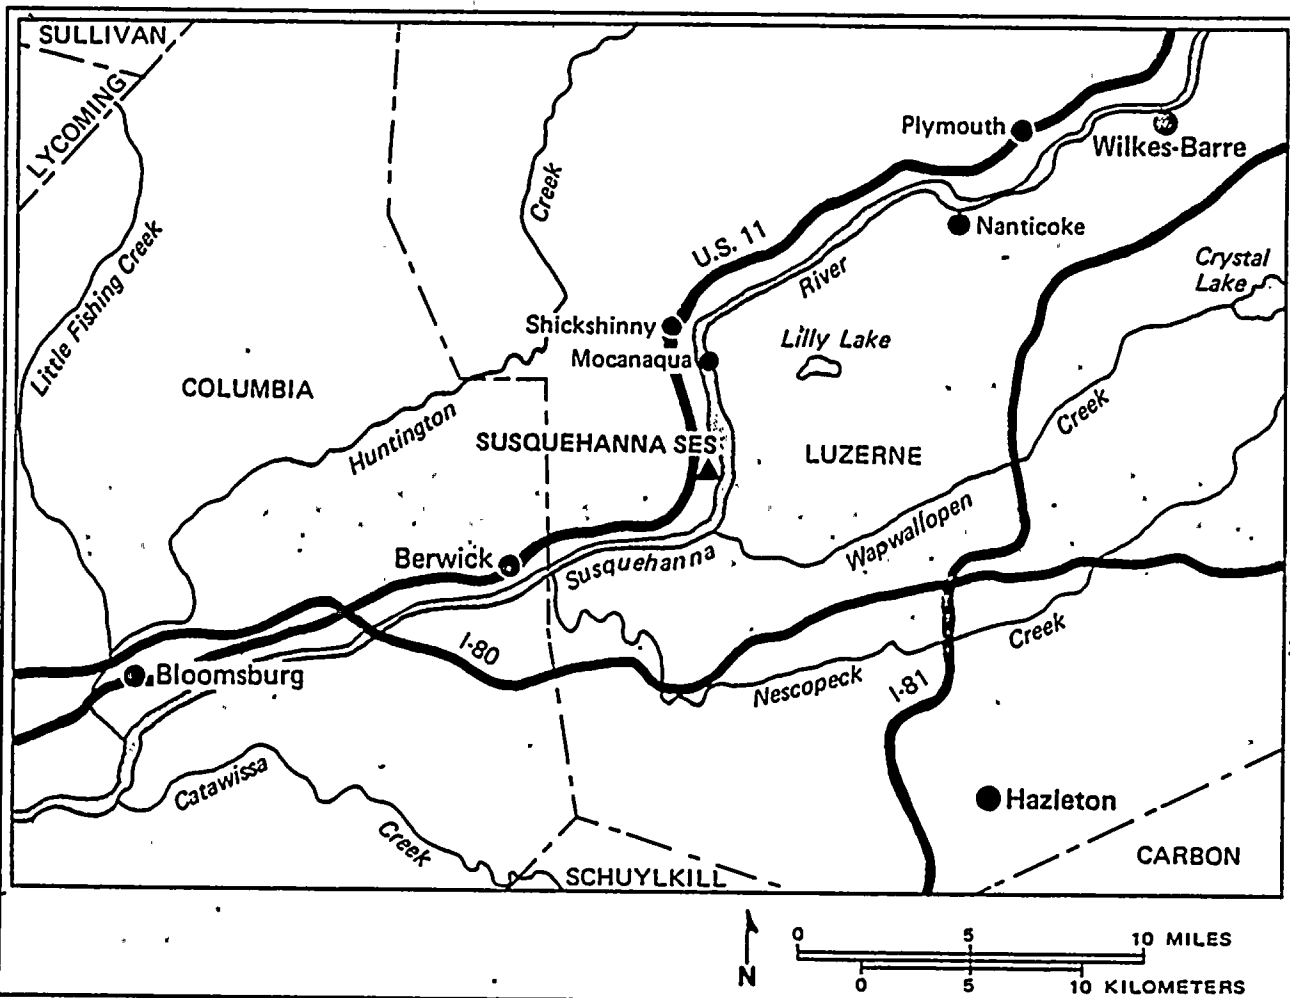 SULLIVAN
LYCOMING
Little Fishing Creek
COLUMBIA
Huntington
Creek
Plymouth
Wilkes-Barre
Nanticoke
U.S. 11
River
Crystal
Lake
Shickshinny
Mocanaqua
Lilly Lake
SUSQUEHANNA SES
LUZERNE
Creek
Wapwallopen
Berwick
Susquehanna
I-80
Bloomsburg
Nescopeck
Creek
I-81
Catawissa
Creek
Hazleton
SCHUYLKILL
CARBON
N
0 5 10 MILES
0 5 10 KILOMETERS